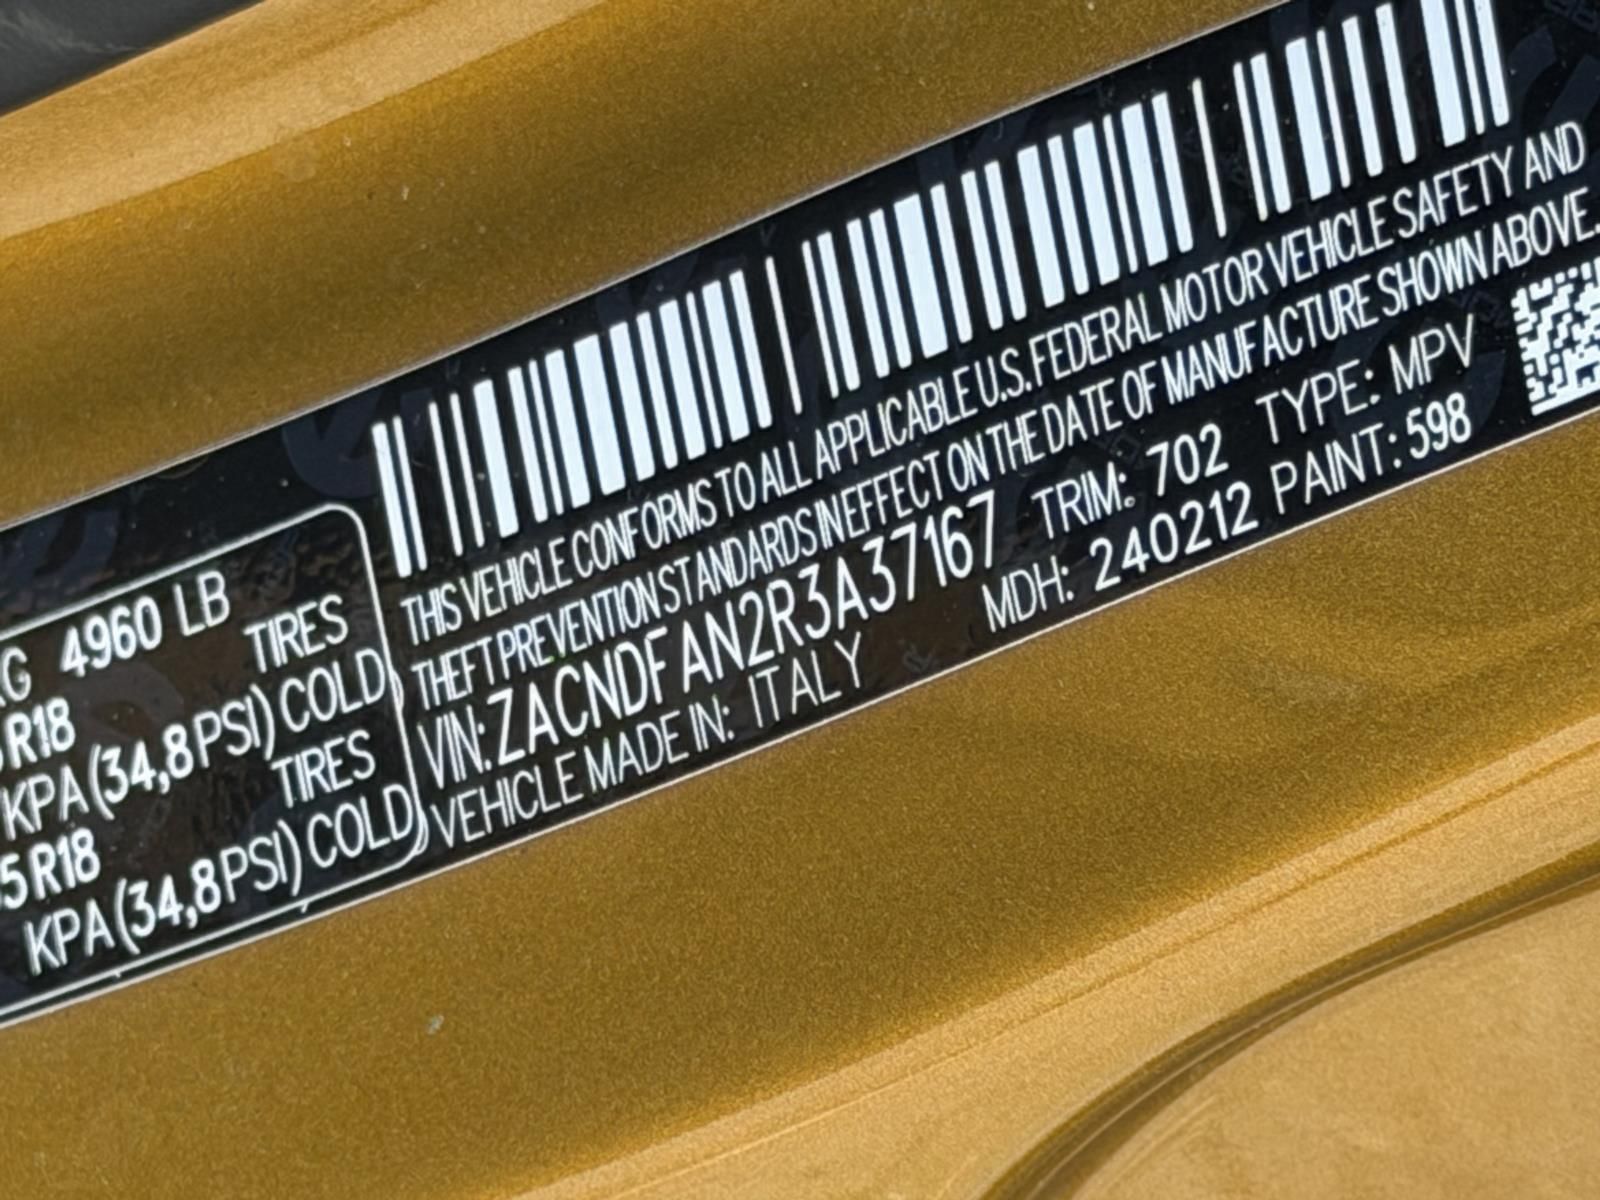 4960 LB
TIRES
R18
KPA (34,8 PSI) COLD
TIRES
5 R18
KPA (34,8 PSI) COLD
THIS VEHICLE CONFORMS TO ALL APPLICABLE U.S. FEDERAL MOTOR VEHICLE SAFETY AND
THEFT PREVENTION STANDARDS IN EFFECT ON THE DATE OF MANUFACTURE SHOWN ABOVE.
VIN: ZACNDFAN2R3A37167 TRIM: 702 TYPE: MPV
VEHICLE MADE IN: ITALY MDH: 240212 PAINT: 598